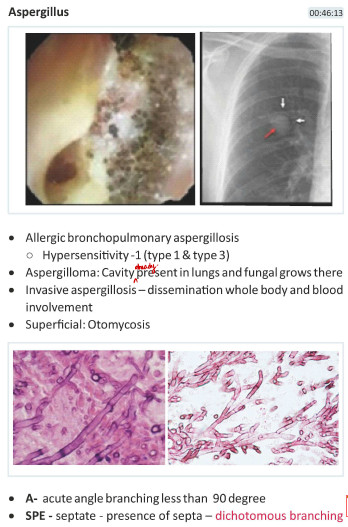 Aspergillus
00:46:13
• Allergic bronchopulmonary aspergillosis
○ Hypersensitivity -1 (type 1 & type 3)
• Aspergilloma: Cavity present in lungs and fungal grows there
• Invasive aspergillosis – dissemination whole body and blood
involvement
• Superficial: Otomycosis
• A- acute angle branching less than 90 degree
• SPE - septate - presence of septa – dichotomous branching